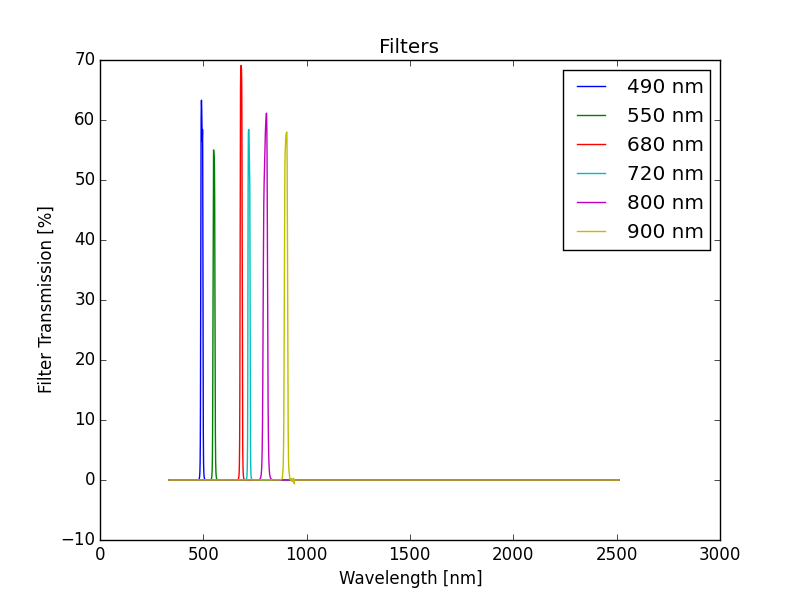 Filters
70
60
50
40
30
20
10
0
−10
Filter Transmission [%]
490 nm
550 nm
680 nm
720 nm
800 nm
900 nm
0 500 1000 1500 2000 2500 3000
Wavelength [nm]